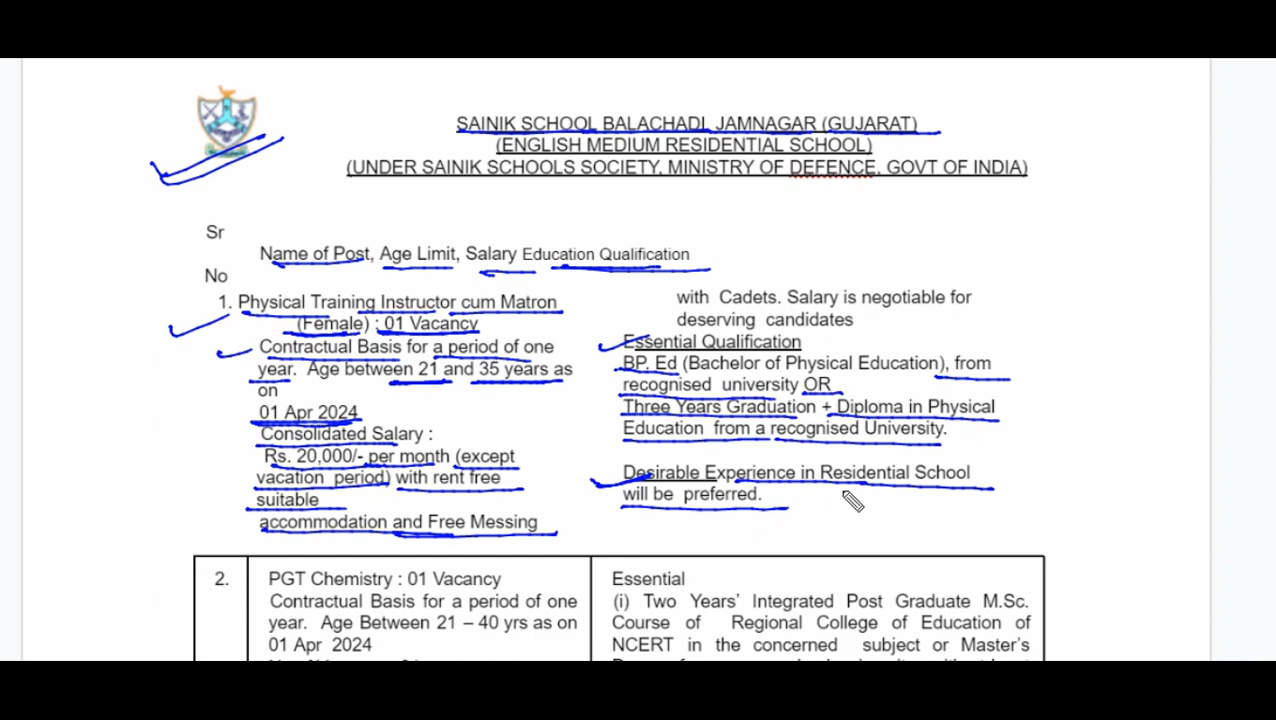 SAINIK SCHOOL BALACHADI, JAMNAGAR (GUJARAT)
(ENGLISH MEDIUM RESIDENTIAL SCHOOL)
(UNDER SAINIK SCHOOLS SOCIETY, MINISTRY OF DEFENCE, GOVT OF INDIA)
Sr
Name of Post, Age Limit, Salary Education Qualification
No
1. Physical Training Instructor cum Matron
(Female) : 01 Vacancy
Contractual Basis for a period of one
year. Age between 21 and 35 years as
on
01 Apr 2024
Consolidated Salary :
Rs. 20,000/- per month (except
vacation period) with rent free
suitable
accommodation and Free Messing
with Cadets. Salary is negotiable for
deserving candidates
Essential Qualification
BP. Ed (Bachelor of Physical Education), from
recognised university OR
Three Years Graduation + Diploma in Physical
Education from a recognised University.
Desirable Experience in Residential School
will be preferred.
2.
PGT Chemistry : 01 Vacancy
Contractual Basis for a period of one
year. Age Between 21 – 40 yrs as on
01 Apr 2024
Essential
(i) Two Years' Integrated Post Graduate M.Sc.
Course of Regional College of Education of
NCERT in the concerned subject or Master's